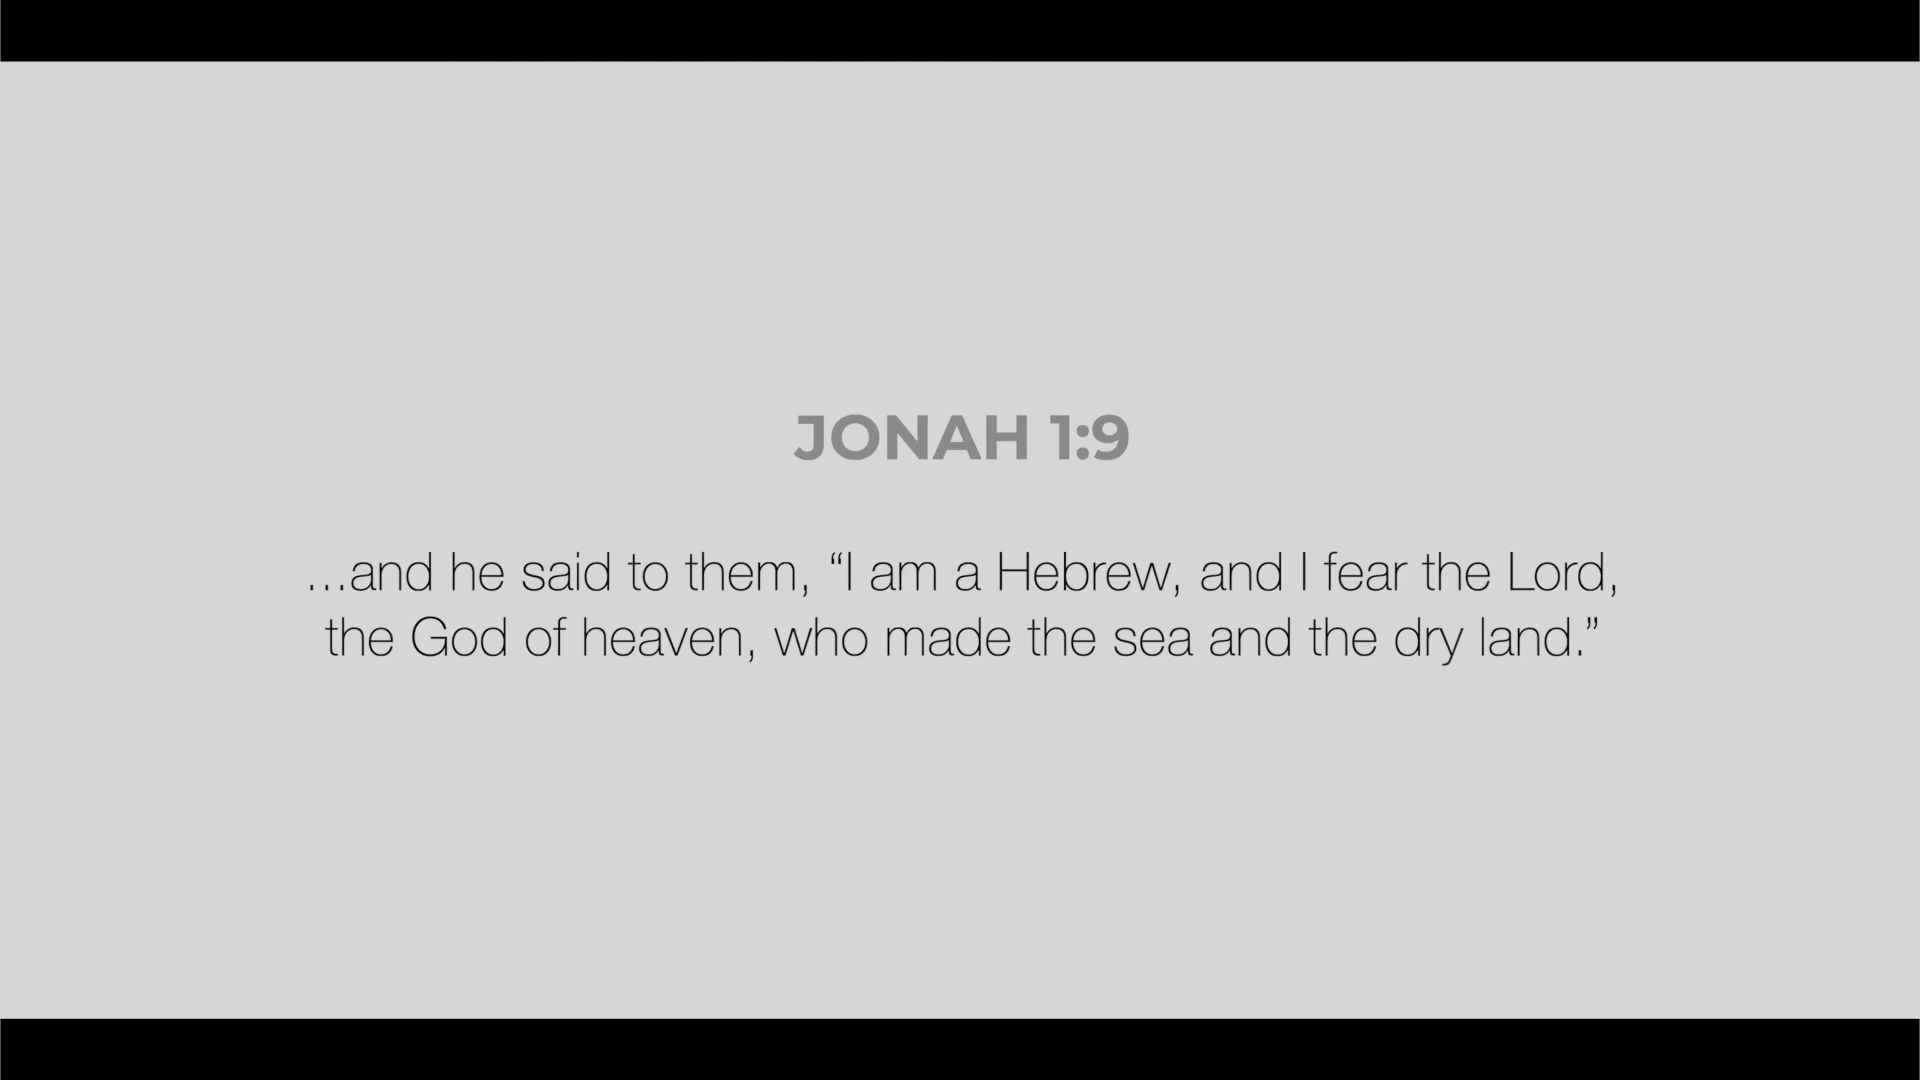 JONAH 1:9
…and he said to them, “I am a Hebrew, and I fear the Lord,
the God of heaven, who made the sea and the dry land.”